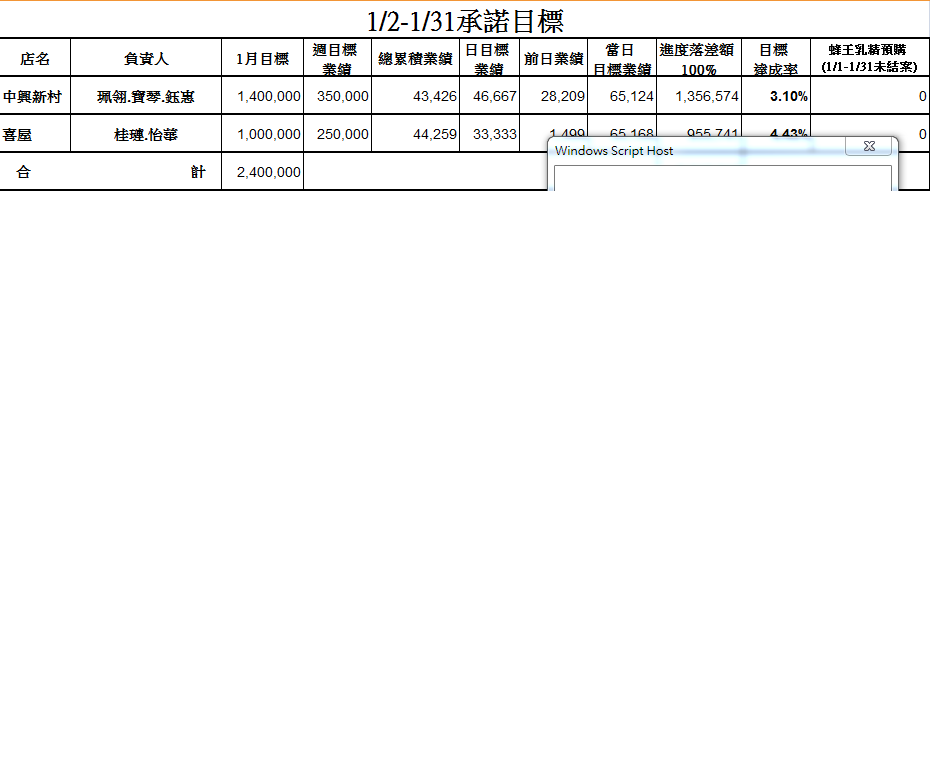 1/2-1/31承諾目標
店名 負責人 1月目標 週目標業績 總累積業績 日目標業績 前日業績 當日目標業績 進度落差額100% 目標達成率 蜂王乳精預購(1/1-1/31未結案)
中興新村 珮翎.寶琴.鈺惠 1,400,000 350,000 43,426 46,667 28,209 65,124 1,356,574 3.10% 0
喜屋 桂璉.怡華 1,000,000 250,000 44,259 33,333 1,499 65,168 955,741 4.43% 0
合計 2,400,000
Windows Script Host